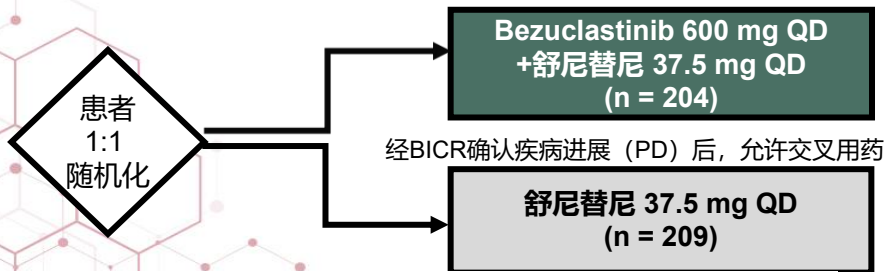 Bezuclastinib 600 mg QD
+舒尼替尼 37.5 mg QD
(n = 204)
患者
1:1
随机化
经BICR确认疾病进展（PD）后，允许交叉用药
舒尼替尼 37.5 mg QD
(n = 209)